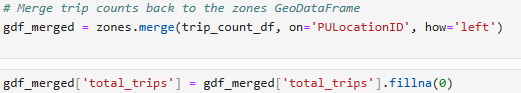 # Merge trip counts back to the zones GeoDataFrame
gdf_merged = zones.merge(trip_count_df, on='PULocationID', how='left')
gdf_merged['total_trips'] = gdf_merged['total_trips'].fillna(0)